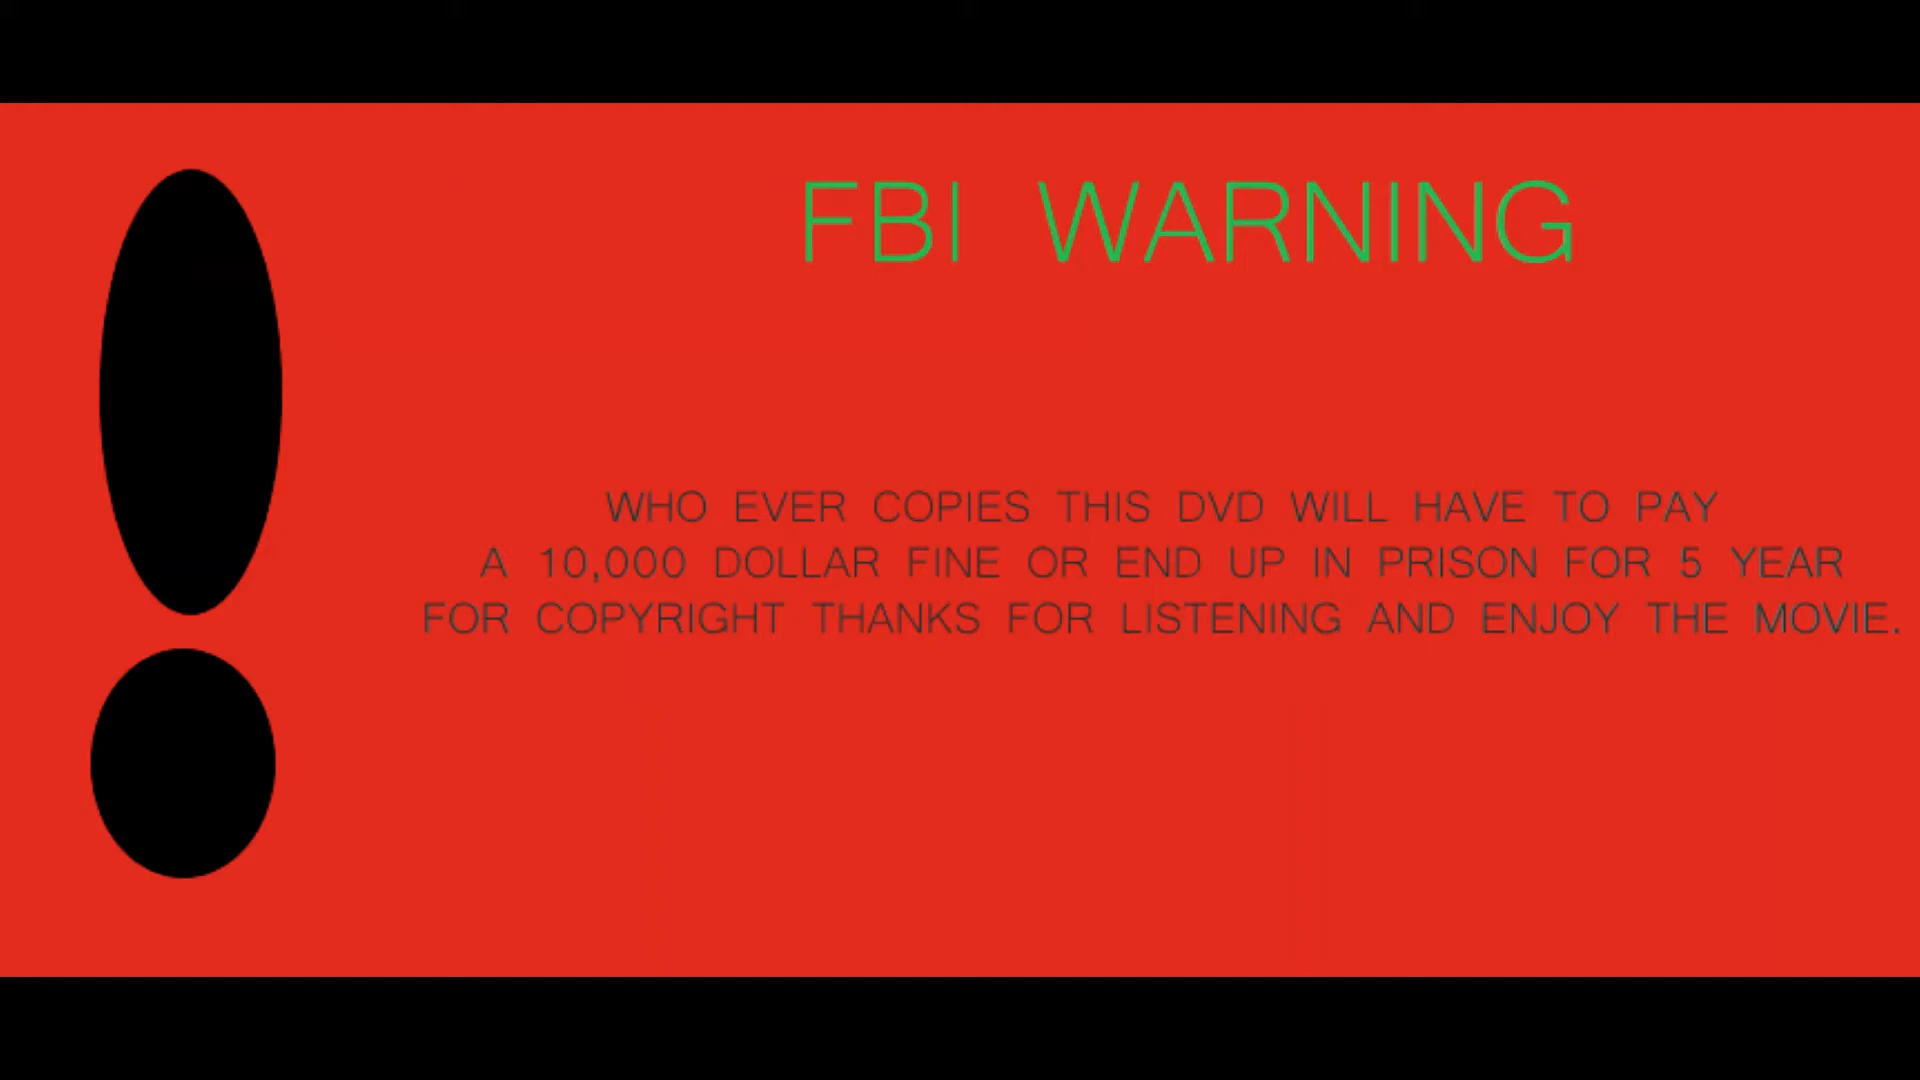 FBI WARNING
WHO EVER COPIES THIS DVD WILL HAVE TO PAY
A 10,000 DOLLAR FINE OR END UP IN PRISON FOR 5 YEAR
FOR COPYRIGHT THANKS FOR LISTENING AND ENJOY THE MOVIE.